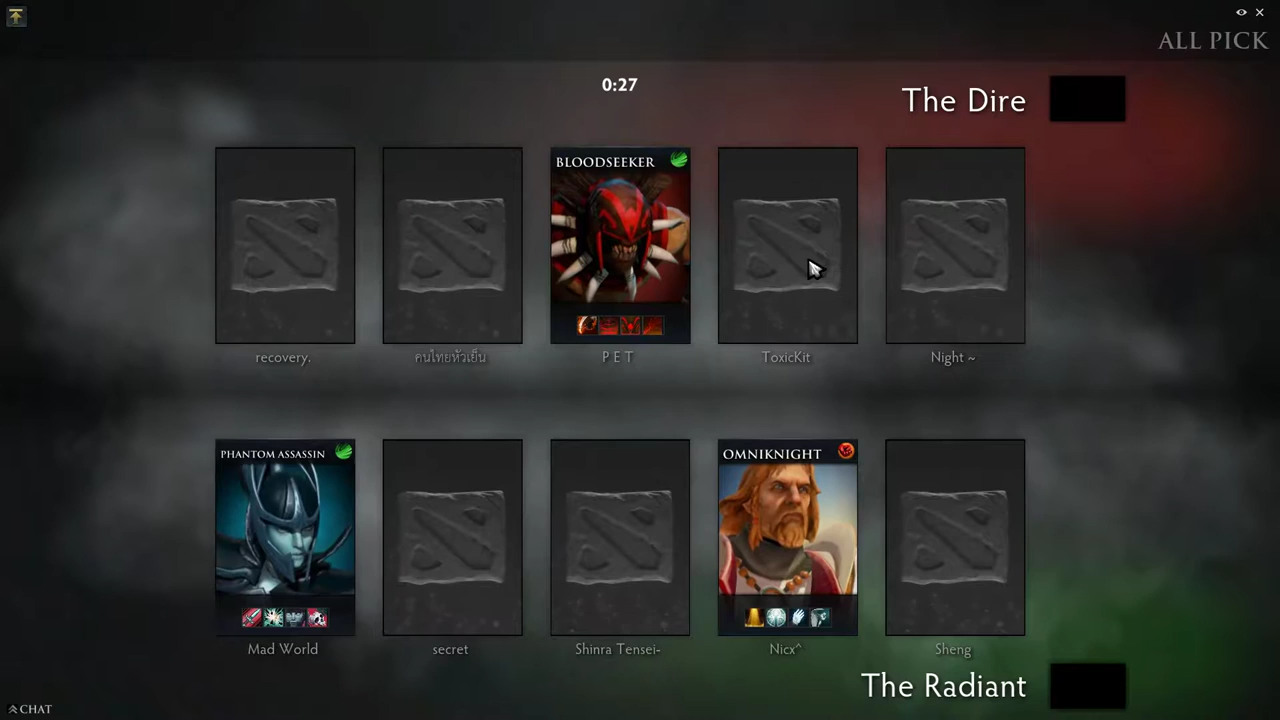 ALL PICK
0:27
The Dire
BLOODSEEKER
recovery.
คนไทยหัวเย็น
P E T
ToxicKit
Night ~
PHANTOM ASSASSIN
OMNIKNIGHT
Mad World
secret
Shinra Tensei-
Nicx^
Sheng
The Radiant
CHAT